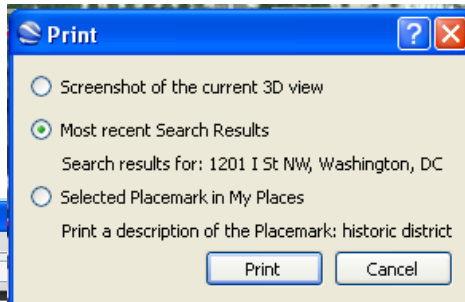 Print
Screenshot of the current 3D view
Most recent Search Results
Search results for: 1201 I St NW, Washington, DC
Selected Placemark in My Places
Print a description of the Placemark: historic district
Print Cancel